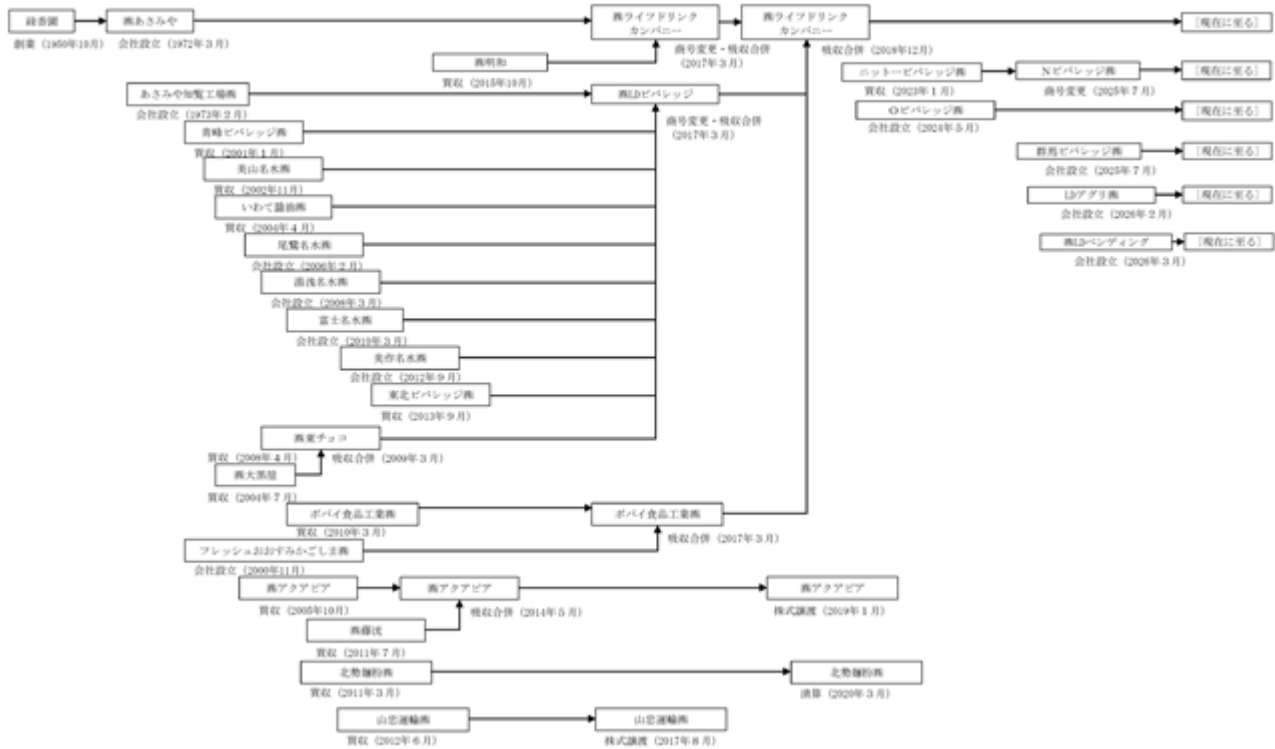 緑香園
㈱あさみや
㈱ライフドリンク
カンパニー
㈱ライフドリンク
カンパニー
［現在に至る］
創業（1950年10月）
会社設立（1972年３月）
商号変更・吸収合併
（2017年３月）
吸収合併（2018年12月）
㈱明和
買収（2015年10月）
ニットービバレッジ㈱
Ｎビバレッジ㈱
［現在に至る］
買収（2023年１月）
商号変更（2025年７月）
あさみや知覧工場㈱
㈱LDビバレッジ
会社設立（1973年２月）
商号変更・吸収合併
（2017年３月）
Ｏビバレッジ㈱
［現在に至る］
会社設立（2024年５月）
青峰ビバレッジ㈱
買収（2001年１月）
群馬ビバレッジ㈱
［現在に至る］
会社設立（2025年７月）
美山名水㈱
買収（2002年11月）
LDアグリ㈱
［現在に至る］
会社設立（2026年２月）
いわて醤油㈱
買収（2004年４月）
尾鷲名水㈱
会社設立（2006年２月）
㈱LDベンディング
［現在に至る］
会社設立（2026年３月）
湯浅名水㈱
会社設立（2008年３月）
富士名水㈱
会社設立（2010年３月）
美作名水㈱
会社設立（2012年９月）
東北ビバレッジ㈱
買収（2013年９月）
㈱東チョコ
買収（2008年４月）
吸収合併（2009年３月）
㈱大黒屋
買収（2004年７月）
ポパイ食品工業㈱
ポパイ食品工業㈱
買収（2010年３月）
吸収合併（2017年３月）
フレッシュおおすみかごしま㈱
会社設立（2000年11月）
㈱アクアピア
㈱アクアピア
㈱アクアピア
買収（2005年10月）
吸収合併（2014年５月）
株式譲渡（2019年１月）
買収（2011年７月）
北勢麺粉㈱
北勢麺粉㈱
買収（2011年３月）
清算（2020年３月）
山忠運輸㈱
山忠運輸㈱
買収（2012年６月）
株式譲渡（2017年８月）